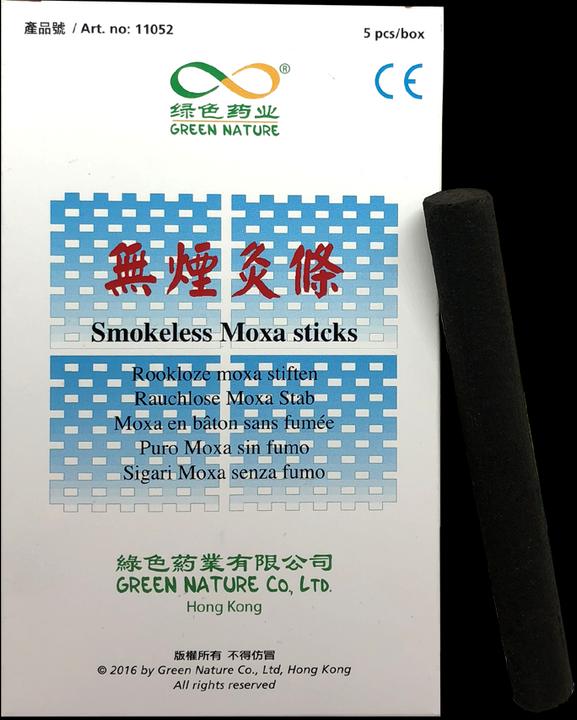 產品號 / Art. no: 11052
5 pcs/box
®
CE
绿色药业
GREEN NATURE
無煙灸條
Smokeless Moxa sticks
Rookloze moxa stiften
Rauchlose Moxa Stab
Moxa en bâton sans fumée
Puro Moxa sin fumo
Sigari Moxa senza fumo
綠色葯業有限公司
GREEN NATURE CO., LTD.
Hong Kong
版權所有 不得仿冒
© 2016 by Green Nature Co., Ltd, Hong Kong
All rights reserved